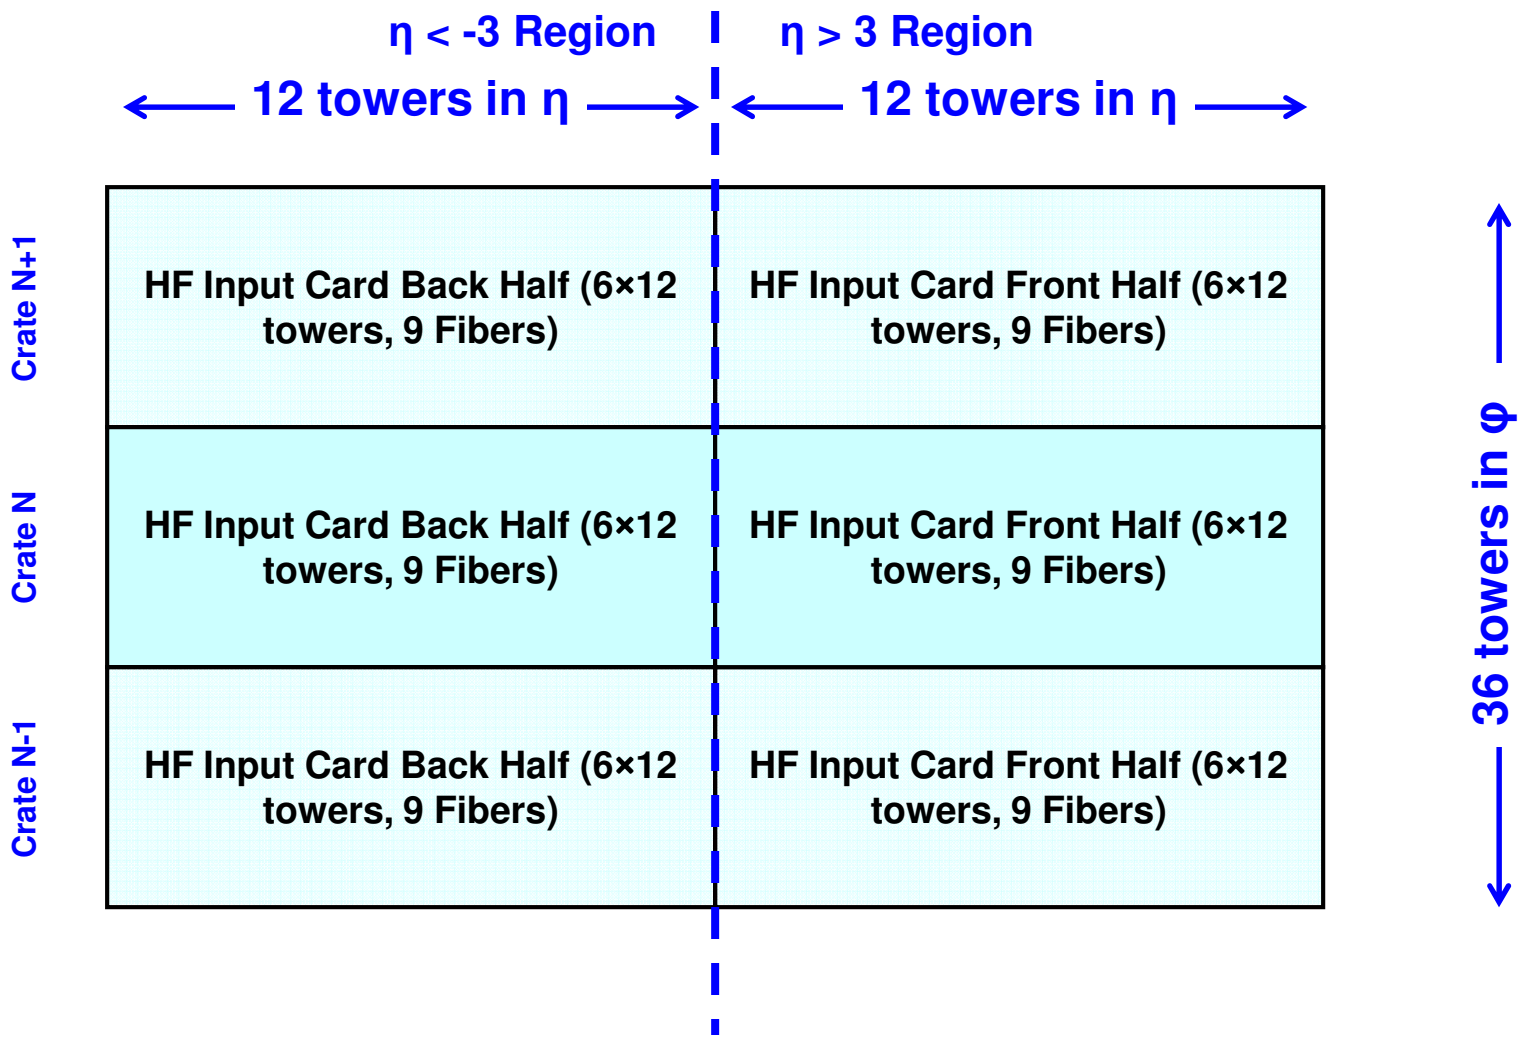 η < -3 Region
η > 3 Region
12 towers in η
12 towers in η
Crate N+1
HF Input Card Back Half (6×12
towers, 9 Fibers)
HF Input Card Front Half (6×12
towers, 9 Fibers)
Crate N
HF Input Card Back Half (6×12
towers, 9 Fibers)
HF Input Card Front Half (6×12
towers, 9 Fibers)
36 towers in φ
Crate N-1
HF Input Card Back Half (6×12
towers, 9 Fibers)
HF Input Card Front Half (6×12
towers, 9 Fibers)